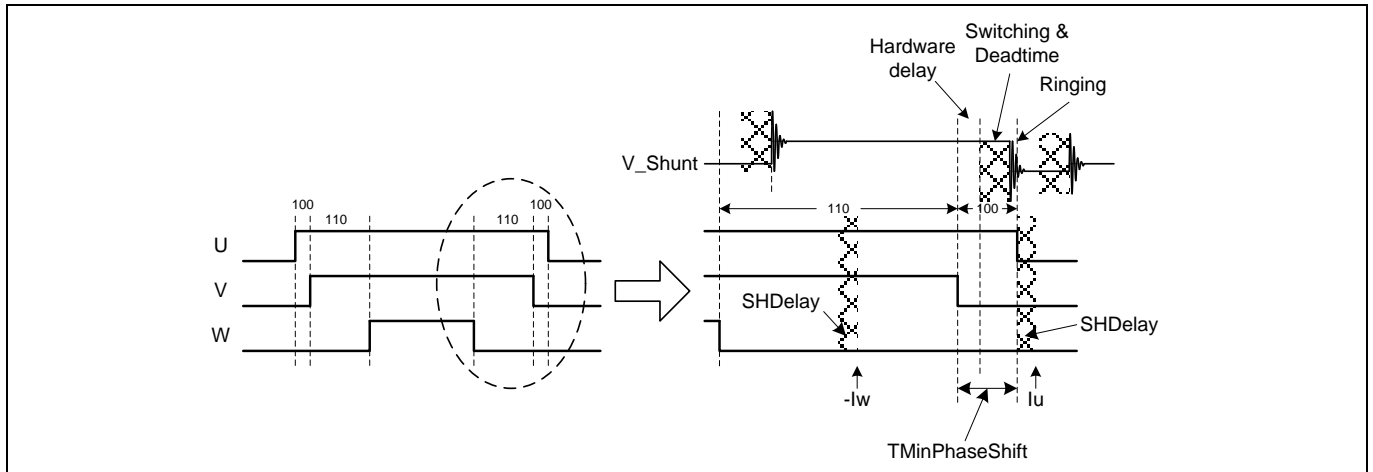 Switching &
Deadtime
Hardware
delay
Ringing
V_Shunt
110
100
100
110
110
100
U
V
W
SHDelay
SHDelay
-Iw
Iu
TMinPhaseShift